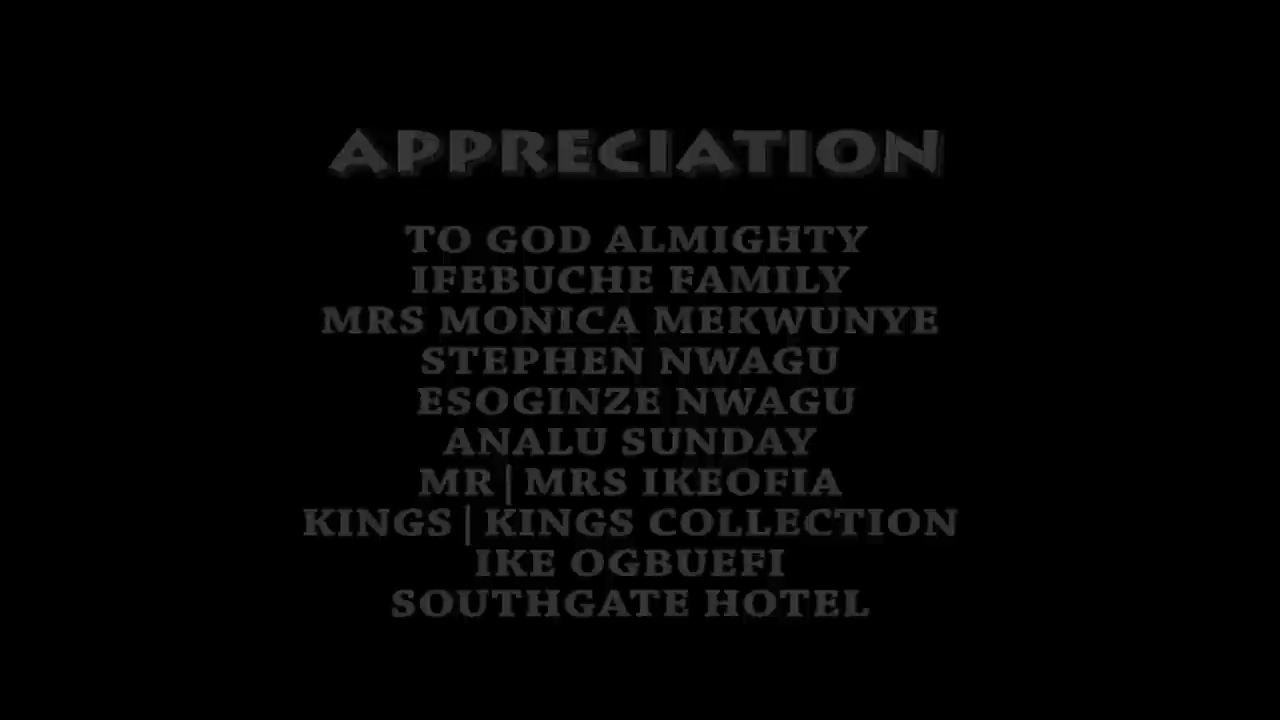 APPRECIATION
TO GOD ALMIGHTY
IFEBUCHE FAMILY
MRS MONICA MEKWUNYE
STEPHEN NWAGU
ESOGINZE NWAGU
ANALU SUNDAY
MR|MRS IKEOFIA
KINGS|KINGS COLLECTION
IKE OGBUEFI
SOUTHGATE HOTEL